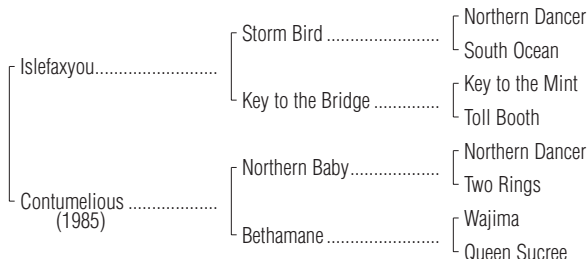 Northern Dancer
Storm Bird ........................
South Ocean
Islefaxyou..........................
Key to the Mint
Key to the Bridge ..............
Toll Booth
Northern Dancer
Northern Baby...................
Two Rings
Contumelious ...................
(1985)
Wajima
Bethamane ........................
Queen Sucree